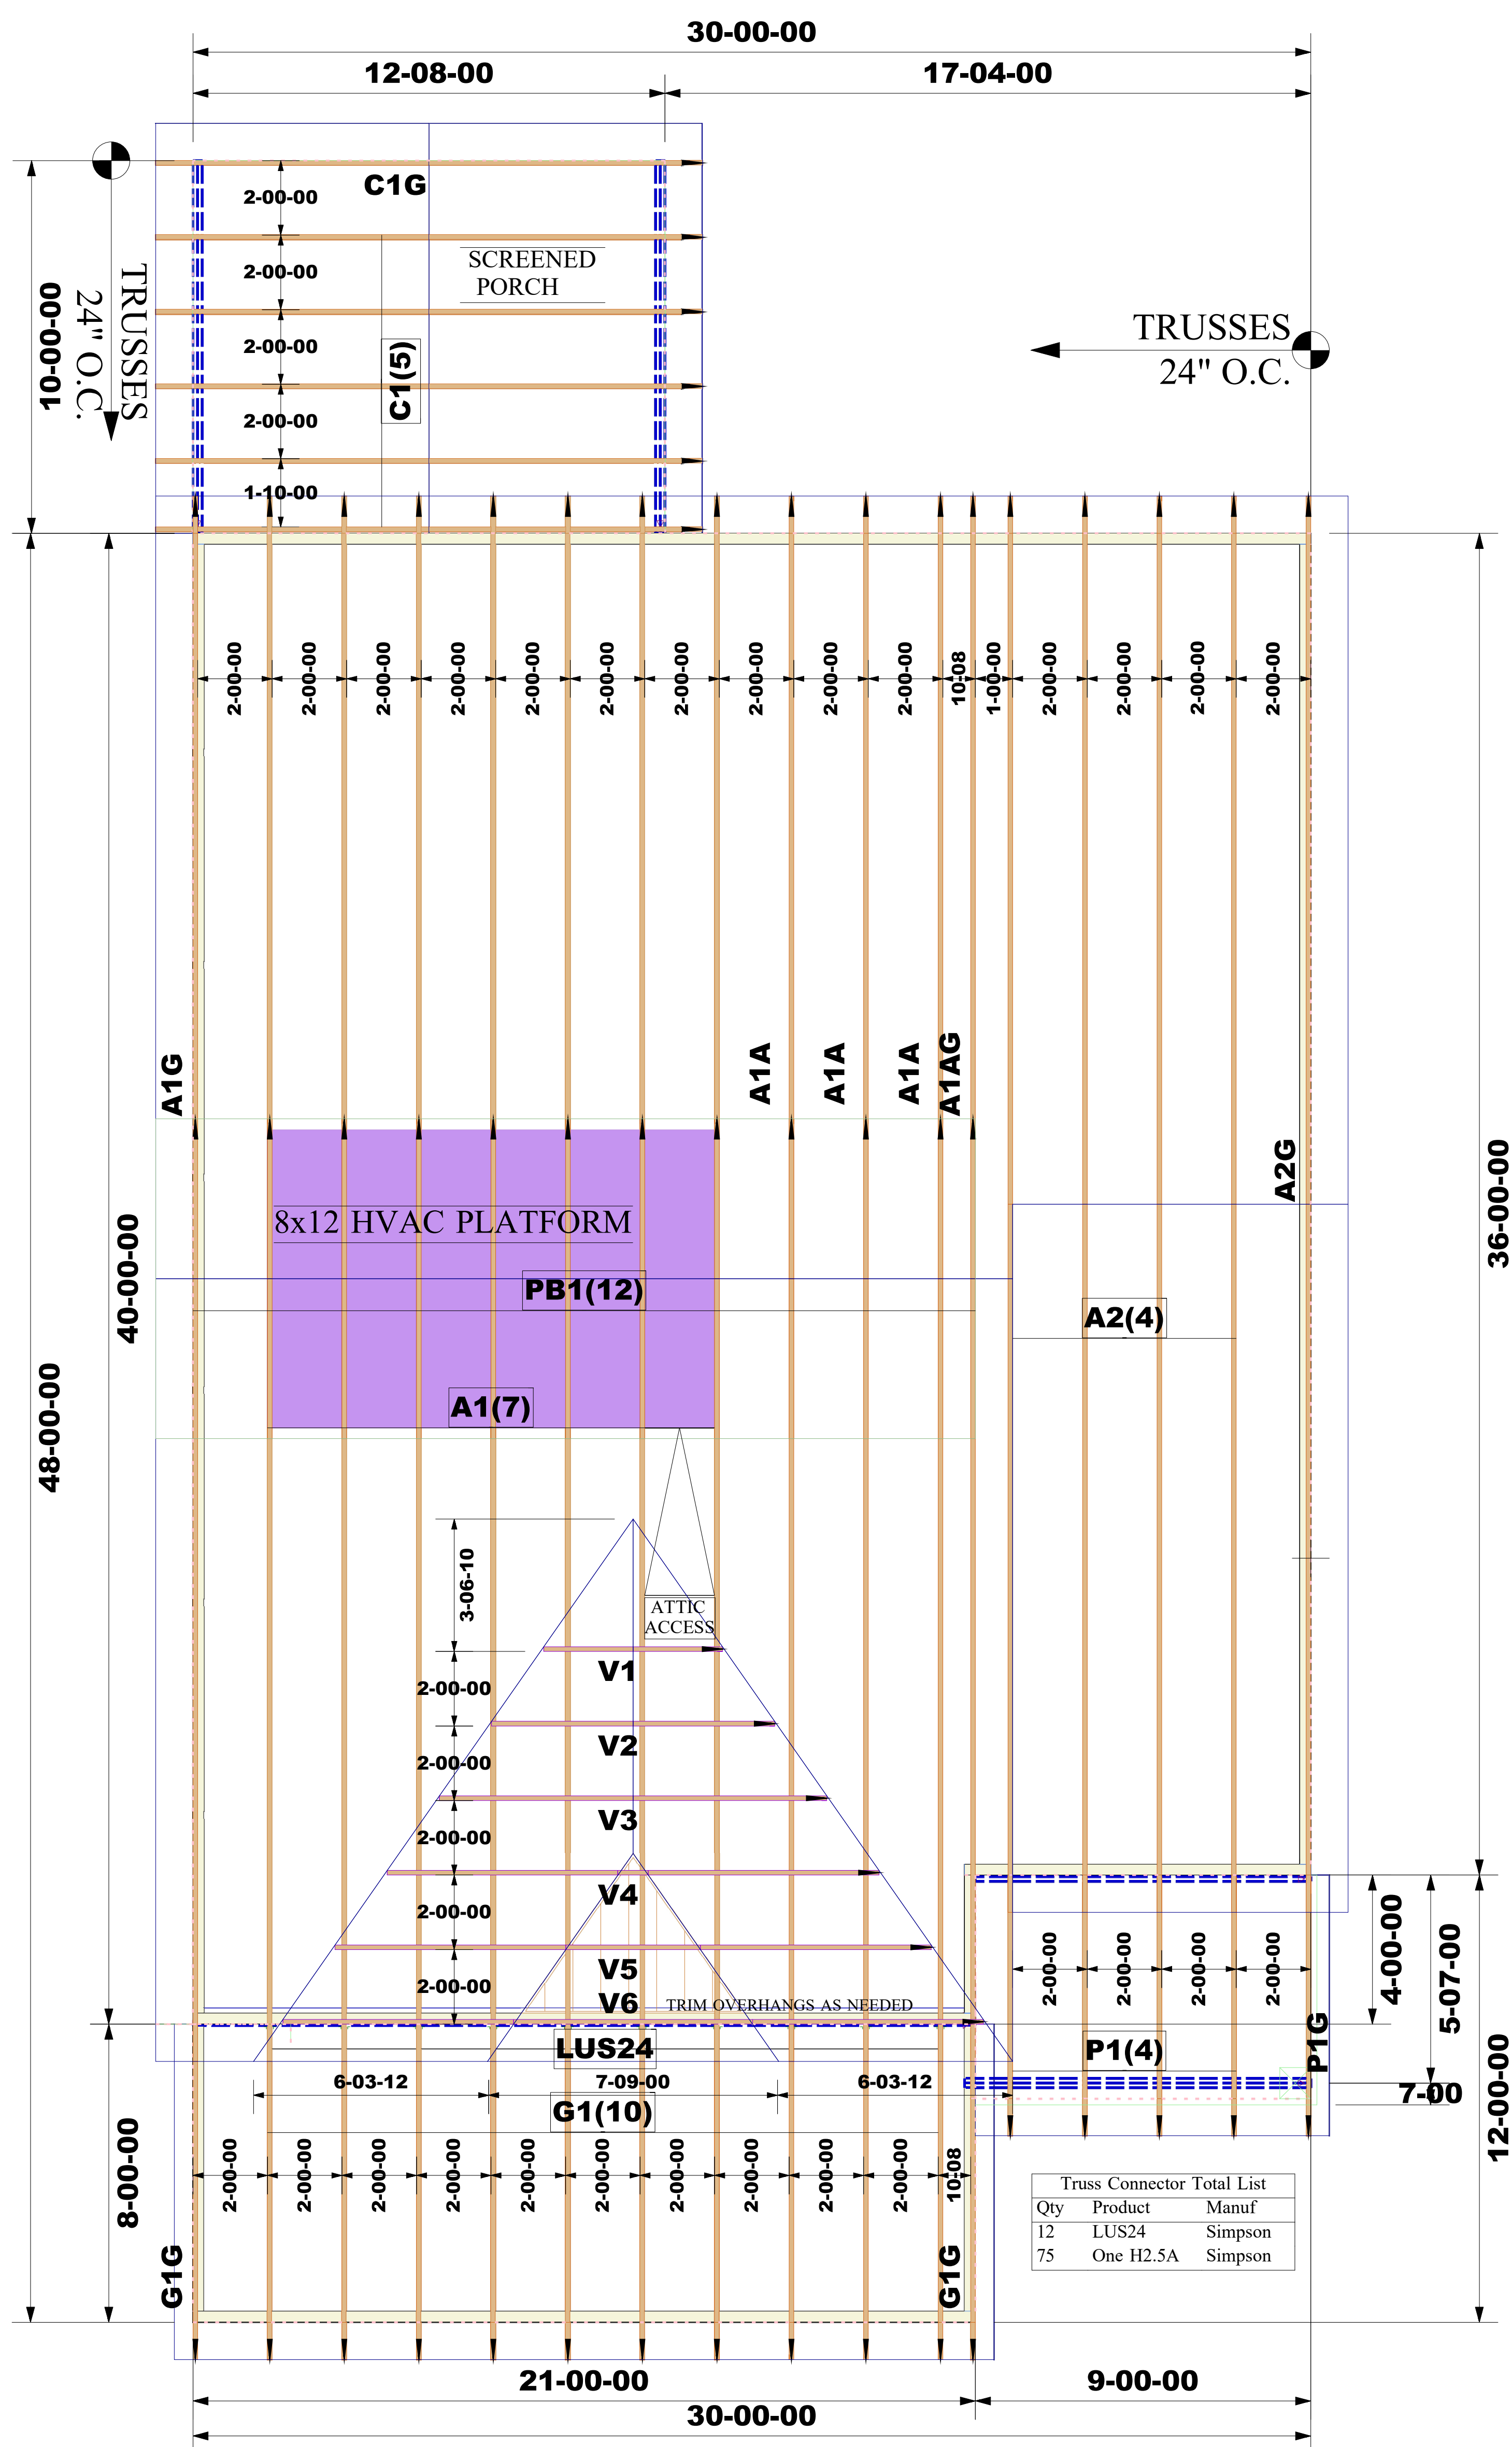 30-00-00
12-08-00
17-04-00
C1G
2-00-00
2-00-00
2-00-00
2-00-00
1-10-00
SCREENED
PORCH
C1(5)
10-00-00
TRUSSES
24" O.C.
TRUSSES
24" O.C.
2-00-00
2-00-00
2-00-00
2-00-00
2-00-00
2-00-00
2-00-00
2-00-00
2-00-00
2-00-00
10-08
1-00-00
2-00-00
2-00-00
2-00-00
2-00-00
A1G
A1A
A1A
A1A
A1AG
A2G
8x12 HVAC PLATFORM
PB1(12)
A2(4)
A1(7)
48-00-00
40-00-00
36-00-00
3-06-10
2-00-00
2-00-00
2-00-00
2-00-00
2-00-00
ATTIC
ACCESS
V1
V2
V3
V4
V5
V6
TRIM OVERHANGS AS NEEDED
LUS24
6-03-12
7-09-00
6-03-12
G1(10)
2-00-00
2-00-00
2-00-00
2-00-00
P1(4)
P1G
4-00-00
5-07-00
7-00
12-00-00
8-00-00
2-00-00
2-00-00
2-00-00
2-00-00
2-00-00
2-00-00
2-00-00
2-00-00
2-00-00
2-00-00
10-08
G1G
G1G
Truss Connector Total List
Qty Product Manuf
12 LUS24 Simpson
75 One H2.5A Simpson
21-00-00
9-00-00
30-00-00